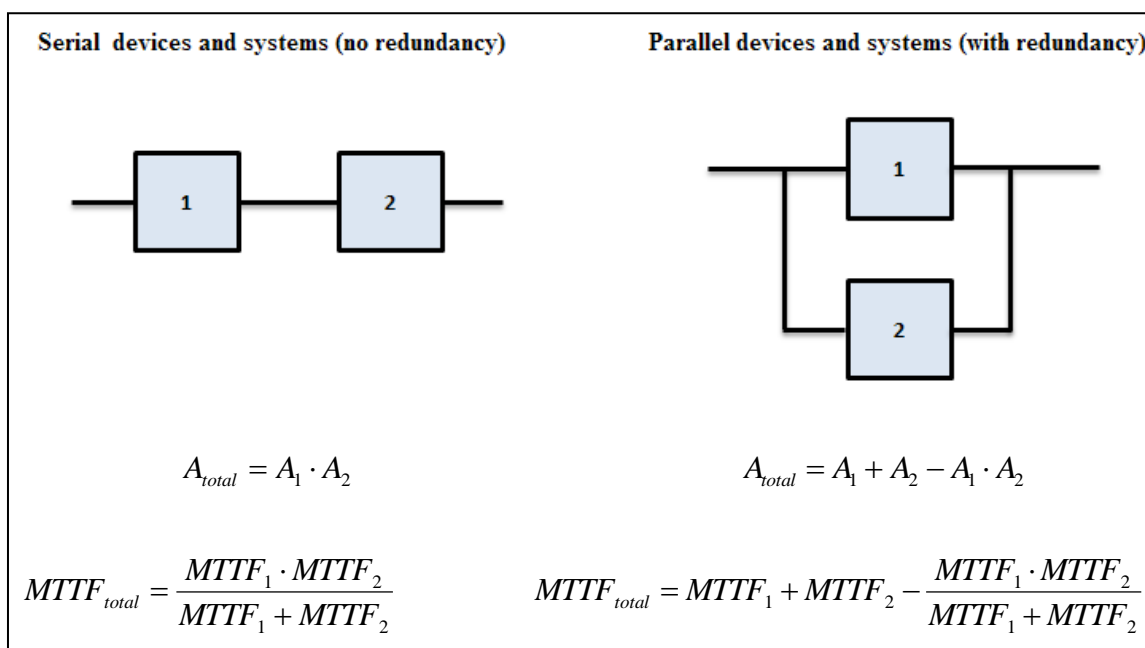 Serial devices and systems (no redundancy)
Parallel devices and systems (with redundancy)
1
2
1
2
A_total = A_1 · A_2
A_total = A_1 + A_2 − A_1 · A_2
MTTF_total = (MTTF_1 · MTTF_2) / (MTTF_1 + MTTF_2)
MTTF_total = MTTF_1 + MTTF_2 − (MTTF_1 · MTTF_2) / (MTTF_1 + MTTF_2)